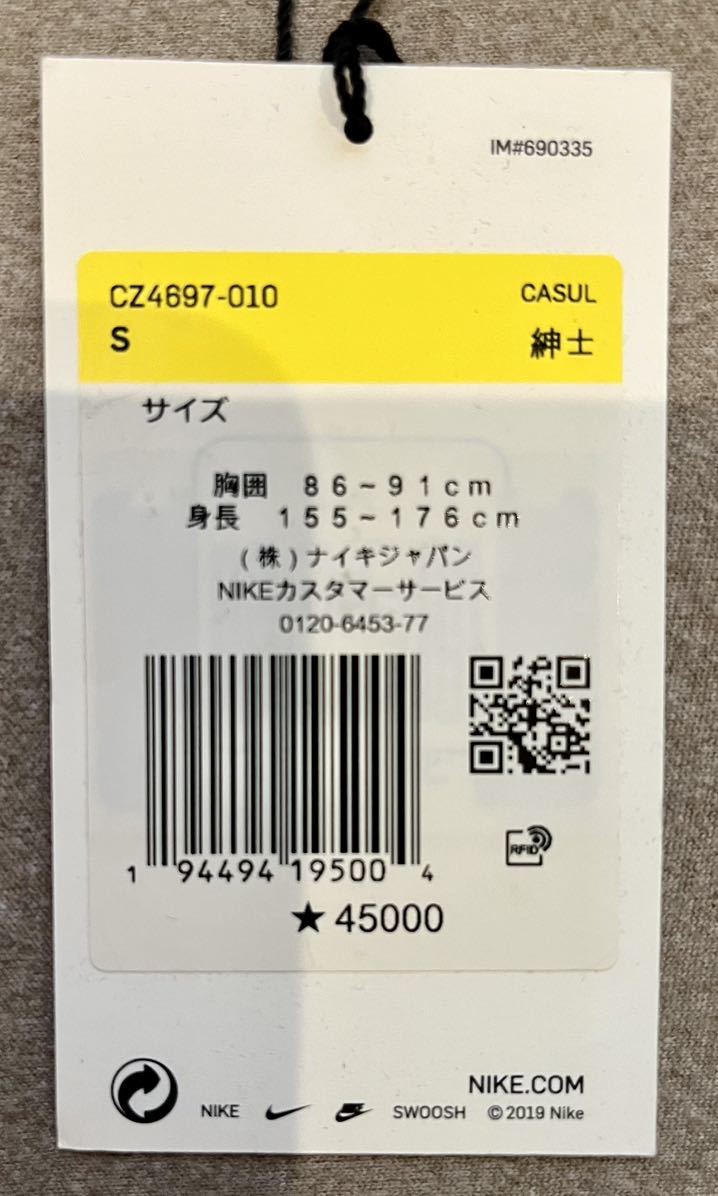 IM#690335
CZ4697-010 CASUL
S 紳士
サイズ
胸囲 86~91cm
身長 155~176cm
(株)ナイキジャパン
NIKEカスタマーサービス
0120-6453-77
RFID
1 94494 19500 4
★45000
NIKE.COM
NIKE SWOOSH ©2019 Nike